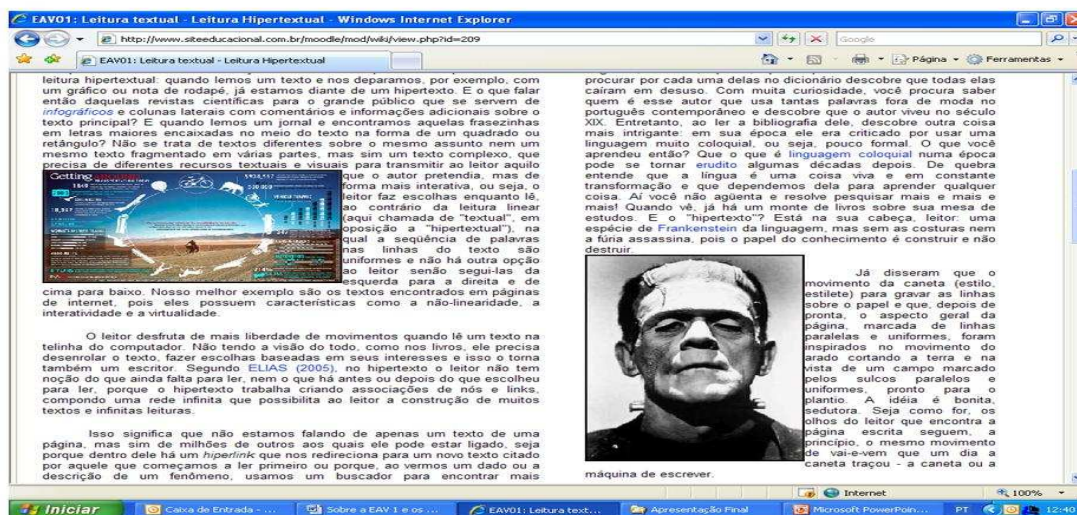 EAV01: Leitura textual - Leitura Hipertextual - Windows Internet Explorer
http://www.siteeducacional.com.br/moodle/mod/wiki/view.php?id=209
Google
EAV01: Leitura textual - Leitura Hipertextual
Página
Ferramentas
leitura hipertextual: quando lemos um texto e nos deparamos, por exemplo, com
um gráfico ou nota de rodapé, já estamos diante de um hipertexto. E o que falar
então daquelas revistas científicas para o grande público que se servem de
infográficos e colunas laterais com comentários e informações adicionais sobre o
texto principal? E quando lemos um jornal e encontramos aquelas frasezinhas
em letras maiores encaixadas no meio do texto na forma de um quadrado ou
retângulo? Não se trata de textos diferentes sobre o mesmo assunto nem um
mesmo texto fragmentado em várias partes, mas sim um texto complexo, que
precisa de diferentes recursos textuais e visuais para transmitir ao leitor aquilo
que o autor pretendia, mas de
forma mais interativa, ou seja, o
leitor faz escolhas enquanto lê,
ao contrário da leitura linear
(aqui chamada de "textual", em
oposição a "hipertextual"), na
qual a seqüência de palavras
nas linhas do texto são
uniformes e não há outra opção
ao leitor senão segui-las da
esquerda para a direita e de
cima para baixo. Nosso melhor exemplo são os textos encontrados em páginas
de internet, pois eles possuem características como a não-linearidade, a
interatividade e a virtualidade.
Getting
O leitor desfruta de mais liberdade de movimentos quando lê um texto na
telinha do computador. Não tendo a visão do todo, como nos livros, ele precisa
desenrolar o texto, fazer escolhas baseadas em seus interesses e isso o torna
também um escritor. Segundo ELIAS (2005), no hipertexto o leitor não tem
noção do que ainda falta para ler, nem o que há antes ou depois do que escolheu
para ler, porque o hipertexto trabalha criando associações de nós e links,
compondo uma rede infinita que possibilita ao leitor a construção de muitos
textos e infinitas leituras.
Isso significa que não estamos falando de apenas um texto de uma
página, mas sim de milhões de outros aos quais ele pode estar ligado, seja
porque dentro dele há um hiperlink que nos redireciona para um novo texto citado
por aquele que começamos a ler primeiro ou porque, ao vermos um dado ou a
descrição de um fenômeno, usamos um buscador para encontrar mais
procurar por cada uma delas no dicionário descobre que todas elas
caíram em desuso. Com muita curiosidade, você procura saber
quem é esse autor que usa tantas palavras fora de moda no
português contemporâneo e descobre que o autor viveu no século
XIX. Entretanto, ao ler a bibliografia dele, descobre outra coisa
mais intrigante: em sua época ele era criticado por usar uma
linguagem muito coloquial, ou seja, pouco formal. O que você
aprendeu então? Que o que é linguagem coloquial numa época
pode se tornar erudito algumas décadas depois. De quebra
entende que a língua é uma coisa viva e em constante
transformação e que dependemos dela para aprender qualquer
coisa. Aí você não agüenta e resolve pesquisar mais e mais e
mais! Quando vê, já há um monte de livros sobre sua mesa de
estudos. E o "hipertexto"? Está na sua cabeça, leitor: uma
espécie de Frankenstein da linguagem, mas sem as costuras nem
a fúria assassina, pois o papel do conhecimento é construir e não
destruir.
Já disseram que o
movimento da caneta (estilo,
estilete) para gravar as linhas
sobre o papel e que, depois de
pronta, o aspecto geral da
página, marcada de linhas
paralelas e uniformes, foram
inspirados no movimento do
arado cortando a terra e na
vista de um campo marcado
pelos sulcos paralelos e
uniformes, pronto para o
plantio. A idéia é bonita,
sedutora. Seja como for, os
olhos do leitor que encontra a
página escrita seguem, a
princípio, o mesmo movimento
de vai-e-vem que um dia a
caneta traçou - a caneta ou a
máquina de escrever.
Internet
100%
Iniciar
Caixa de Entrada - ...
Sobre a EAV 1 e os ...
EAV01: Leitura text...
Apresentação Final
Microsoft PowerPoin...
PT
12:40